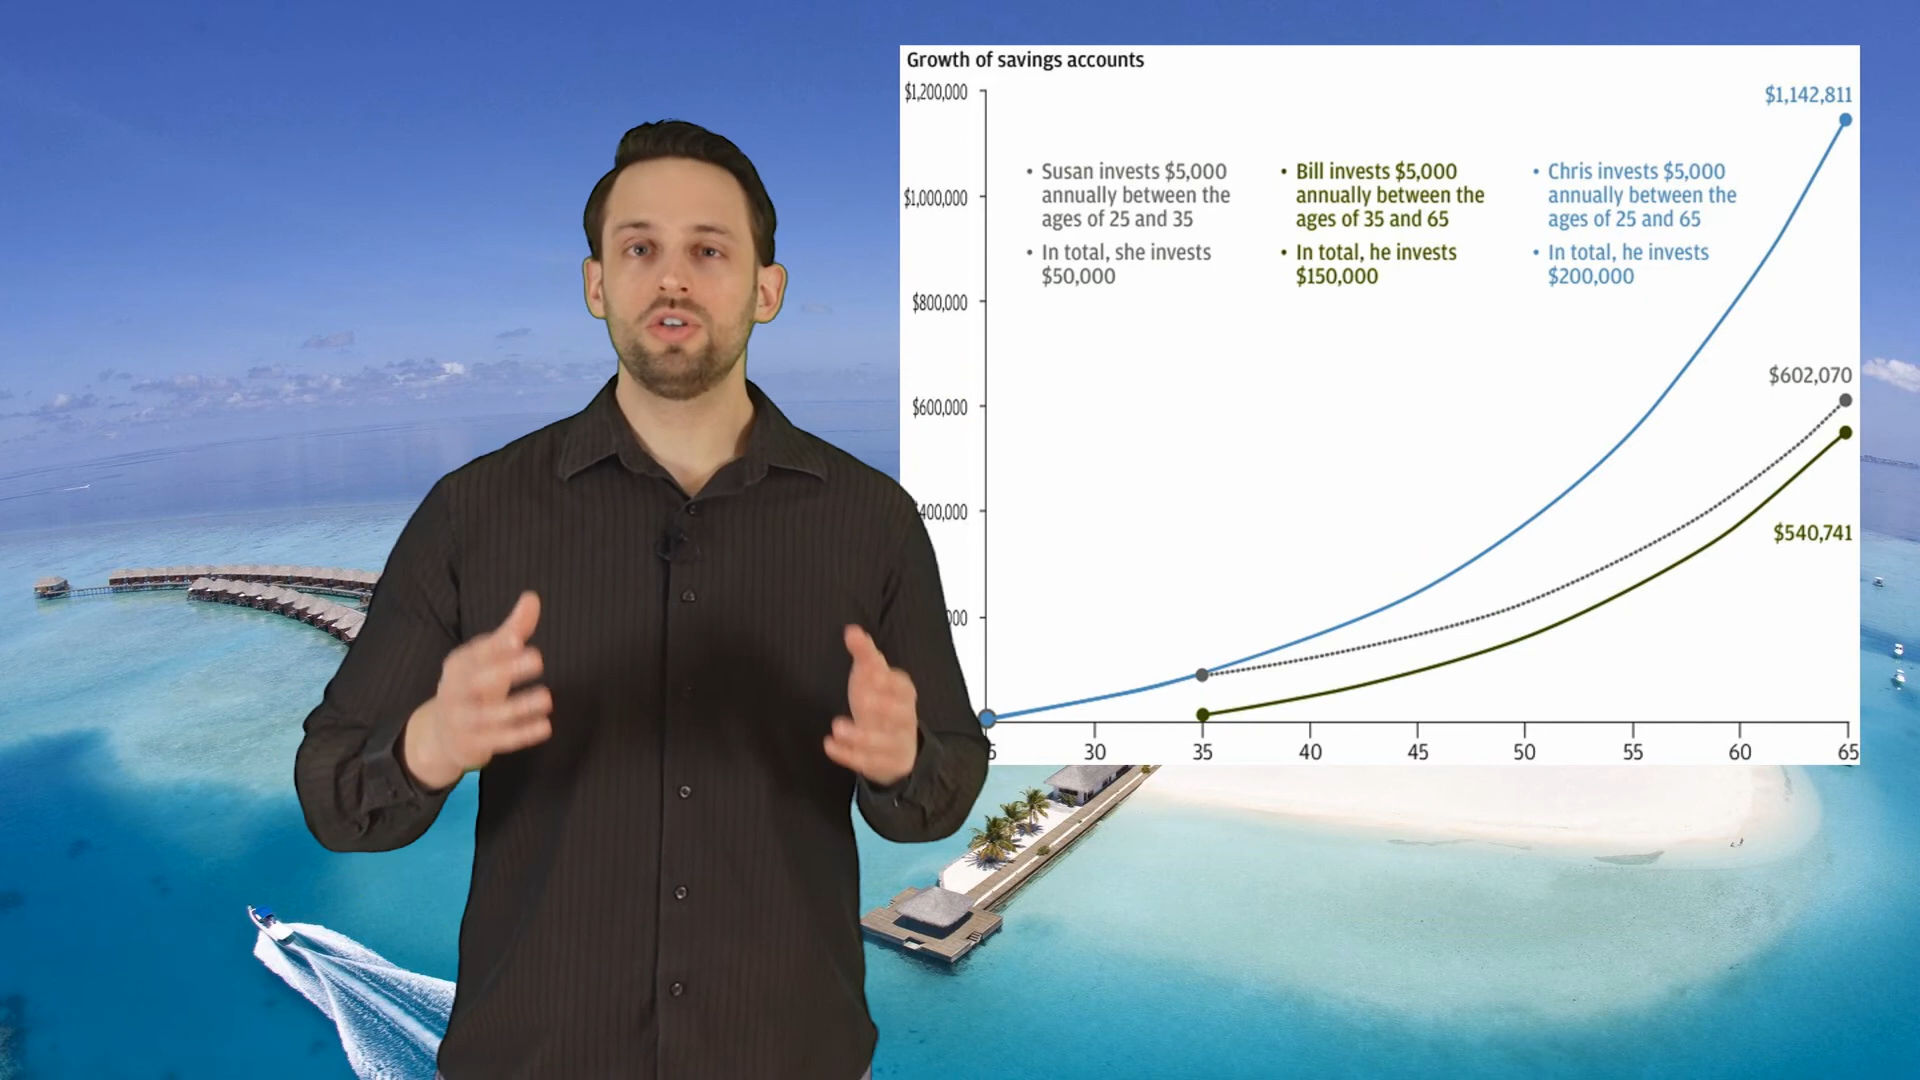 Growth of savings accounts
$1,200,000
$1,142,811
• Susan invests $5,000
annually between the
ages of 25 and 35
• In total, she invests
$50,000
• Bill invests $5,000
annually between the
ages of 35 and 65
• In total, he invests
$150,000
• Chris invests $5,000
annually between the
ages of 25 and 65
• In total, he invests
$200,000
$1,000,000
$800,000
$602,070
$600,000
400,000
$540,741
000
5 30 35 40 45 50 55 60 65